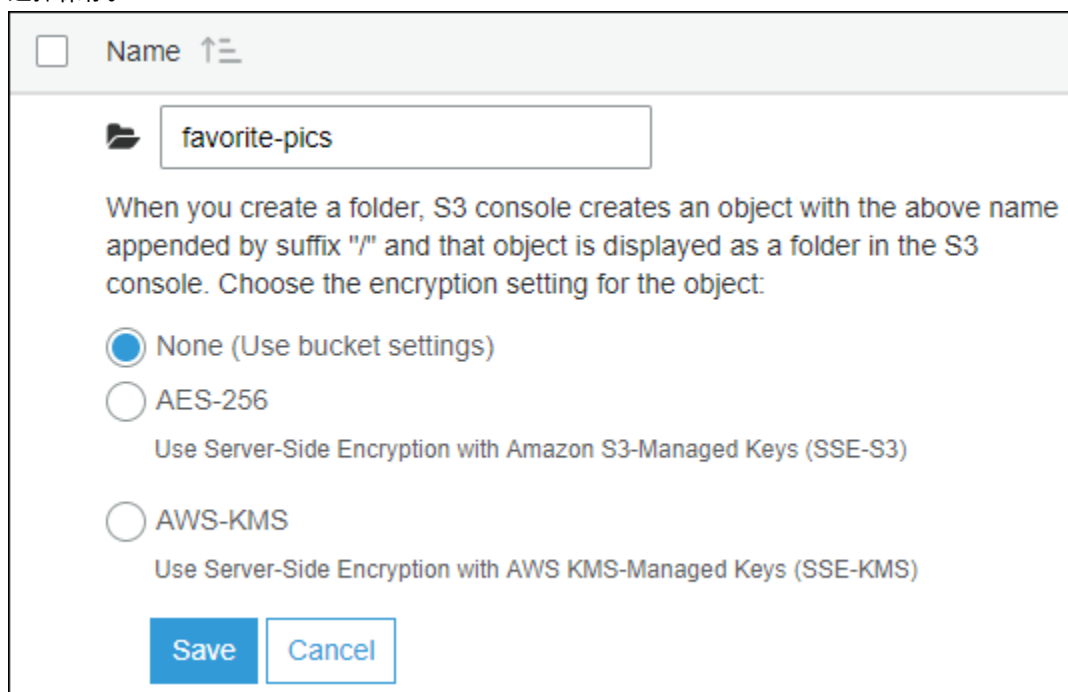 Name
favorite-pics
When you create a folder, S3 console creates an object with the above name
appended by suffix "/" and that object is displayed as a folder in the S3
console. Choose the encryption setting for the object:
None (Use bucket settings)
AES-256
Use Server-Side Encryption with Amazon S3-Managed Keys (SSE-S3)
AWS-KMS
Use Server-Side Encryption with AWS KMS-Managed Keys (SSE-KMS)
Save Cancel